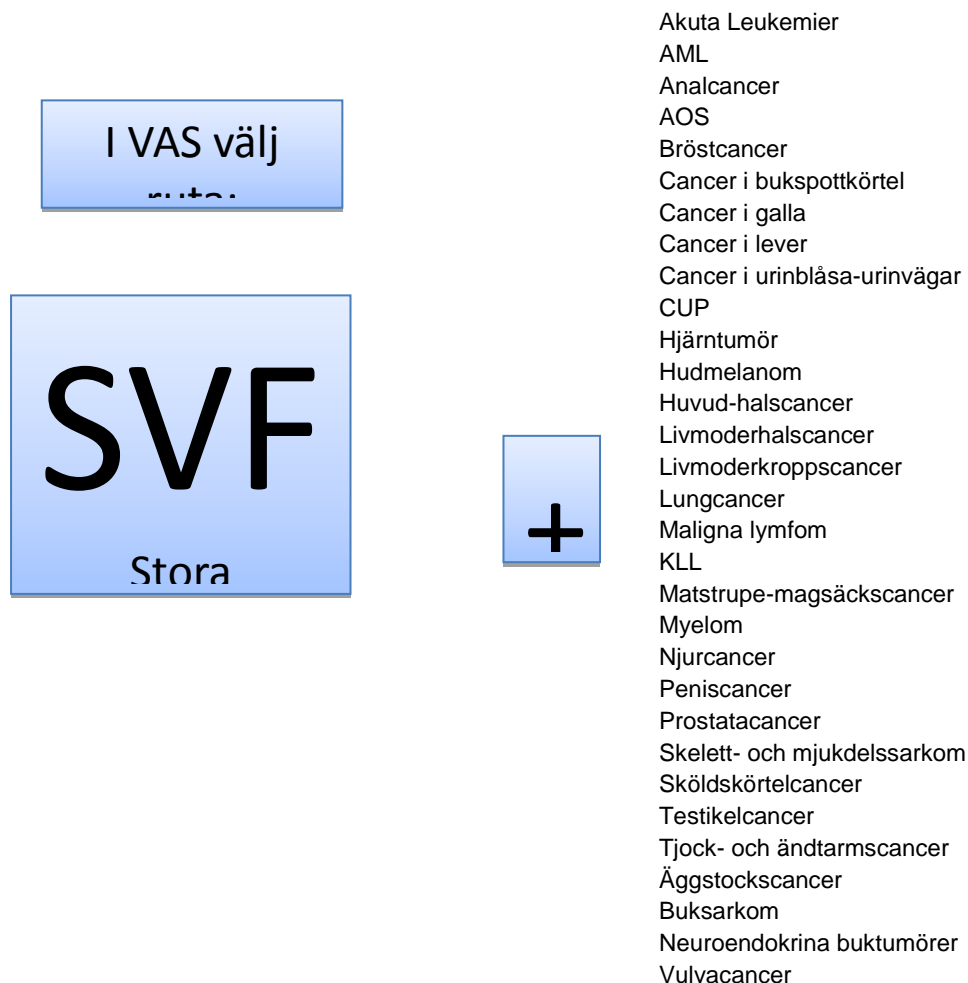 I VAS välj
SVF
Stora
+
Akuta Leukemier
AML
Analcancer
AOS
Bröstcancer
Cancer i bukspottkörtel
Cancer i galla
Cancer i lever
Cancer i urinblåsa-urinvägar
CUP
Hjärntumör
Hudmelanom
Huvud-halscancer
Livmoderhalscancer
Livmoderkroppscancer
Lungcancer
Maligna lymfom
KLL
Matstrupe-magsäckscancer
Myelom
Njurcancer
Peniscancer
Prostatacancer
Skelett- och mjukdelssarkom
Sköldskörtelcancer
Testikelcancer
Tjock- och ändtarmscancer
Äggstockscancer
Buksarkom
Neuroendokrina buktumörer
Vulvacancer